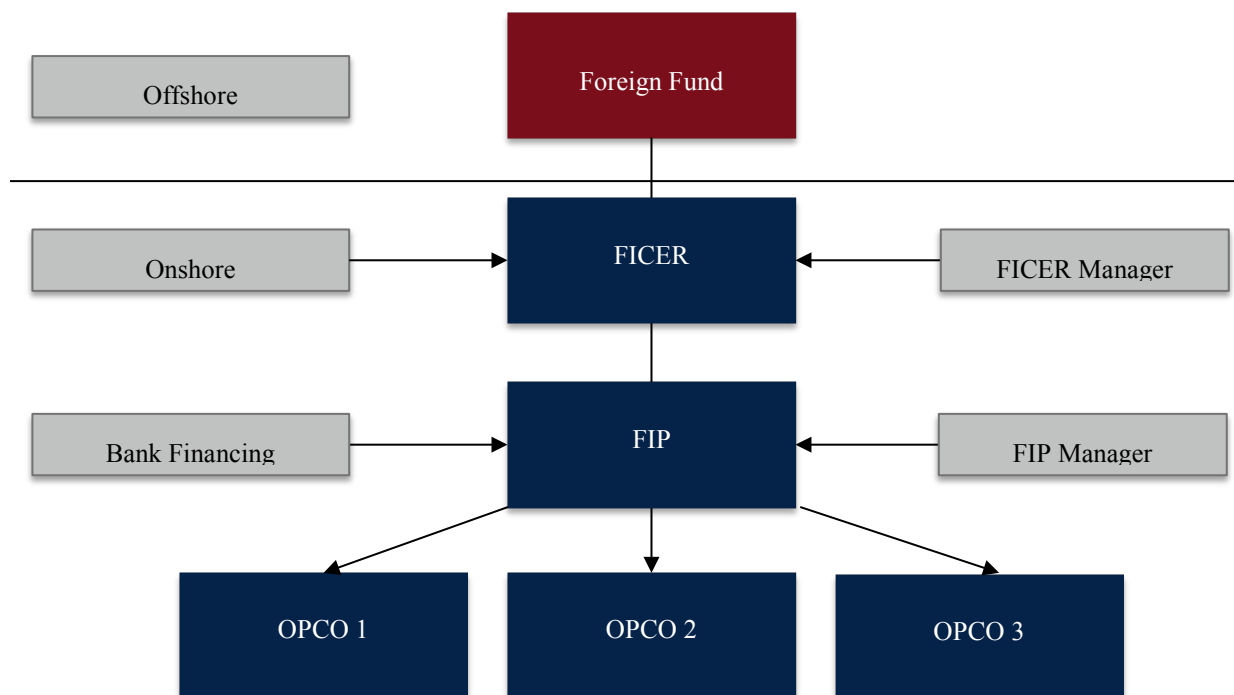 Foreign Fund
Offshore
FICER
Onshore
FICER Manager
FIP
Bank Financing
FIP Manager
OPCO 1
OPCO 2
OPCO 3